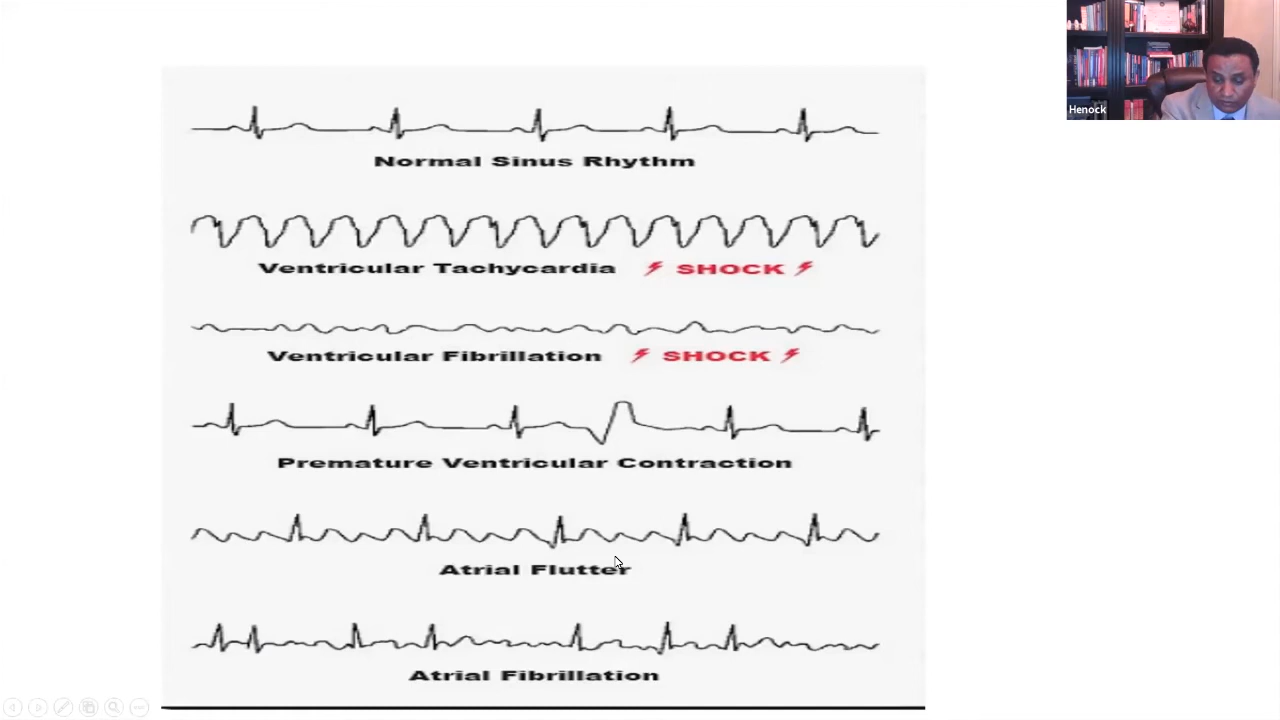 Henock
Normal Sinus Rhythm
Ventricular Tachycardia SHOCK
Ventricular Fibrillation SHOCK
Premature Ventricular Contraction
Atrial Flutter
Atrial Fibrillation